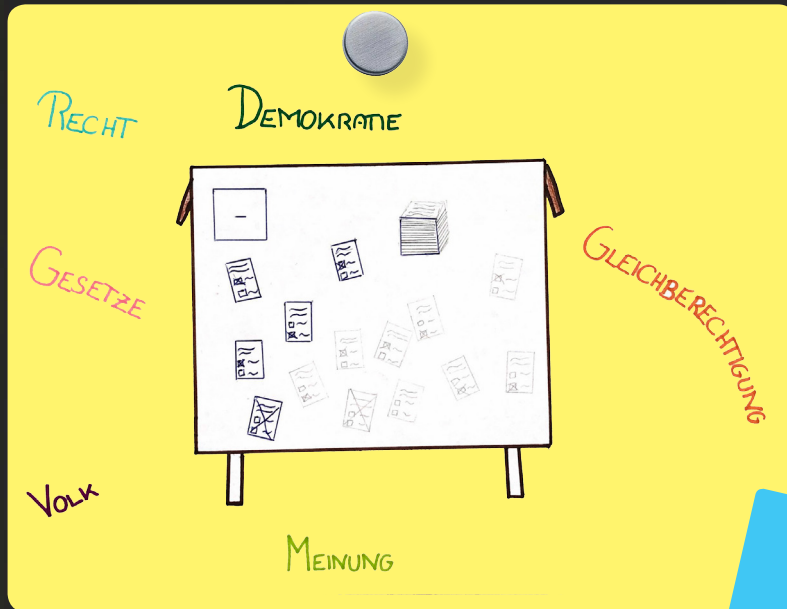 RECHT
DEMOKRATIE
GESETZE
GLEICHBERECHTIGUNG
VOLK
MEINUNG